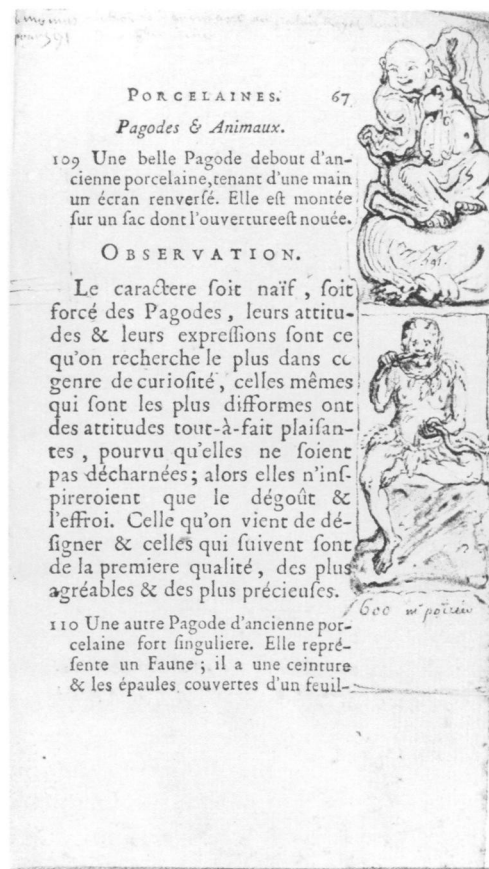 PORCELAINES. 67
Pagodes & Animaux.
109 Une belle Pagode debout d'an-
cienne porcelaine, tenant d'une main
un écran renverſé. Elle eſt montée
ſur un ſac dont l'ouvertureeſt nouée.
OBSERVATION.
Le caractere ſoit naïf, ſoit
forcé des Pagodes, leurs attitu-
des & leurs expreſſions ſont ce
qu'on recherche le plus dans ce
genre de curioſité, celles mêmes
qui ſont les plus difformes ont
des attitudes tout-à-fait plaiſan-
tes, pourvu qu'elles ne ſoient
pas décharnées; alors elles n'inſ-
pireroient que le dégoût &
l'effroi. Celle qu'on vient de dé-
ſigner & celles qui ſuivent ſont
de la premiere qualité, des plus
agréables & des plus précieuſes.
1600 mr poirier
110 Une autre Pagode d'ancienne por-
celaine fort ſinguliere. Elle repré-
ſente un Faune; il a une ceinture
& les épaules couvertes d'un feuil-